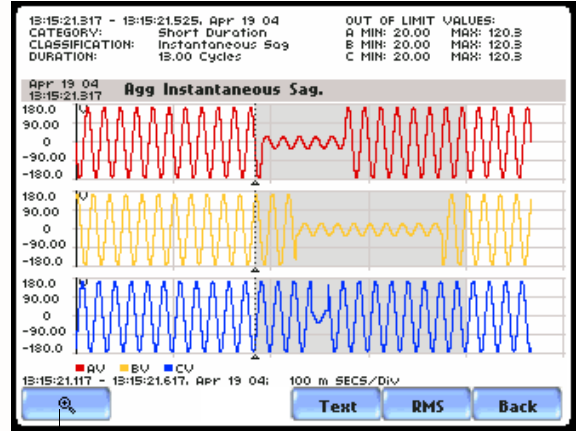 13:15:21.317 - 13:15:21.525, Apr 19 04 OUT OF LIMIT VALUES:
CATEGORY: Short Duration A MIN: 20.00 MAX: 120.3
CLASSIFICATION: Instantaneous Sag B MIN: 20.00 MAX: 120.3
DURATION: 13.00 Cycles C MIN: 20.00 MAX: 120.3
Apr 19 04
13:15:21.317 Agg Instantaneous Sag.
180.0 V
90.00
0
-90.00
-180.0
180.0 V
90.00
0
-90.00
-180.0
180.0 V
90.00
0
-90.00
-180.0
AV BV CV
13:15:21.117 - 13:15:21.617, Apr 19 04; 100 m SECS/Div
Text RMS Back